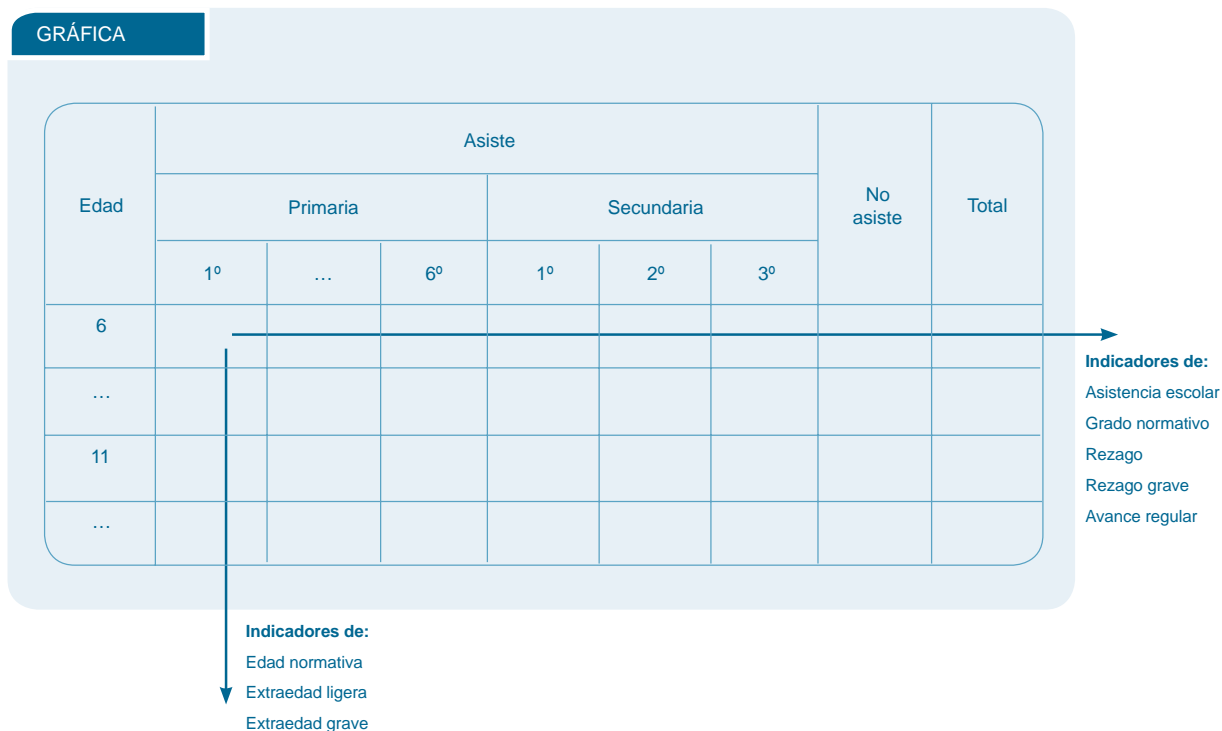 GRÁFICA
Asiste
Edad
Primaria
Secundaria
No
asiste
Total
1º
…
6º
1º
2º
3º
6
…
11
…
Indicadores de:
Asistencia escolar
Grado normativo
Rezago
Rezago grave
Avance regular
Indicadores de:
Edad normativa
Extraedad ligera
Extraedad grave